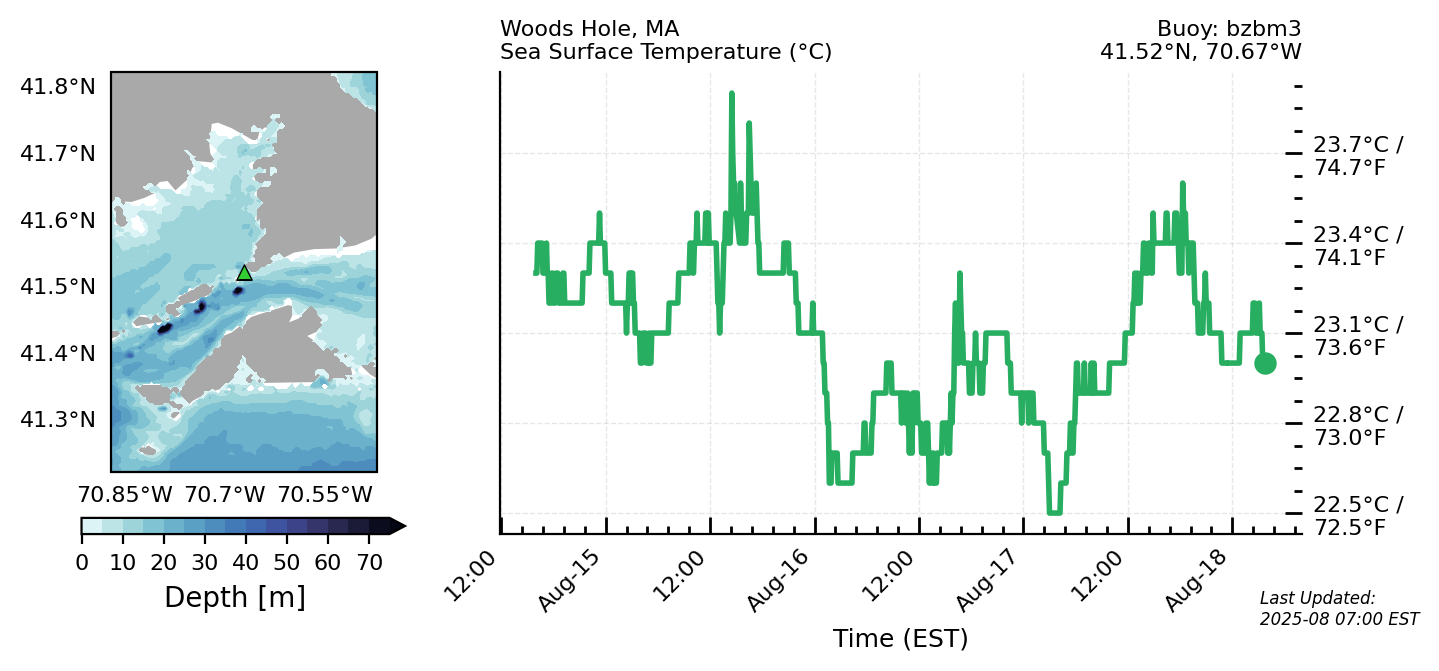 Woods Hole, MA
Sea Surface Temperature (°C)
Buoy: bzbm3
41.52°N, 70.67°W
41.8°N
41.7°N
41.6°N
41.5°N
41.4°N
41.3°N
70.85°W 70.7°W 70.55°W
0 10 20 30 40 50 60 70
Depth [m]
23.7°C /
74.7°F
23.4°C /
74.1°F
23.1°C /
73.6°F
22.8°C /
73.0°F
22.5°C /
72.5°F
12:00 Aug-15 12:00 Aug-16 12:00 Aug-17 12:00 Aug-18
Time (EST)
Last Updated:
2025-08 07:00 EST